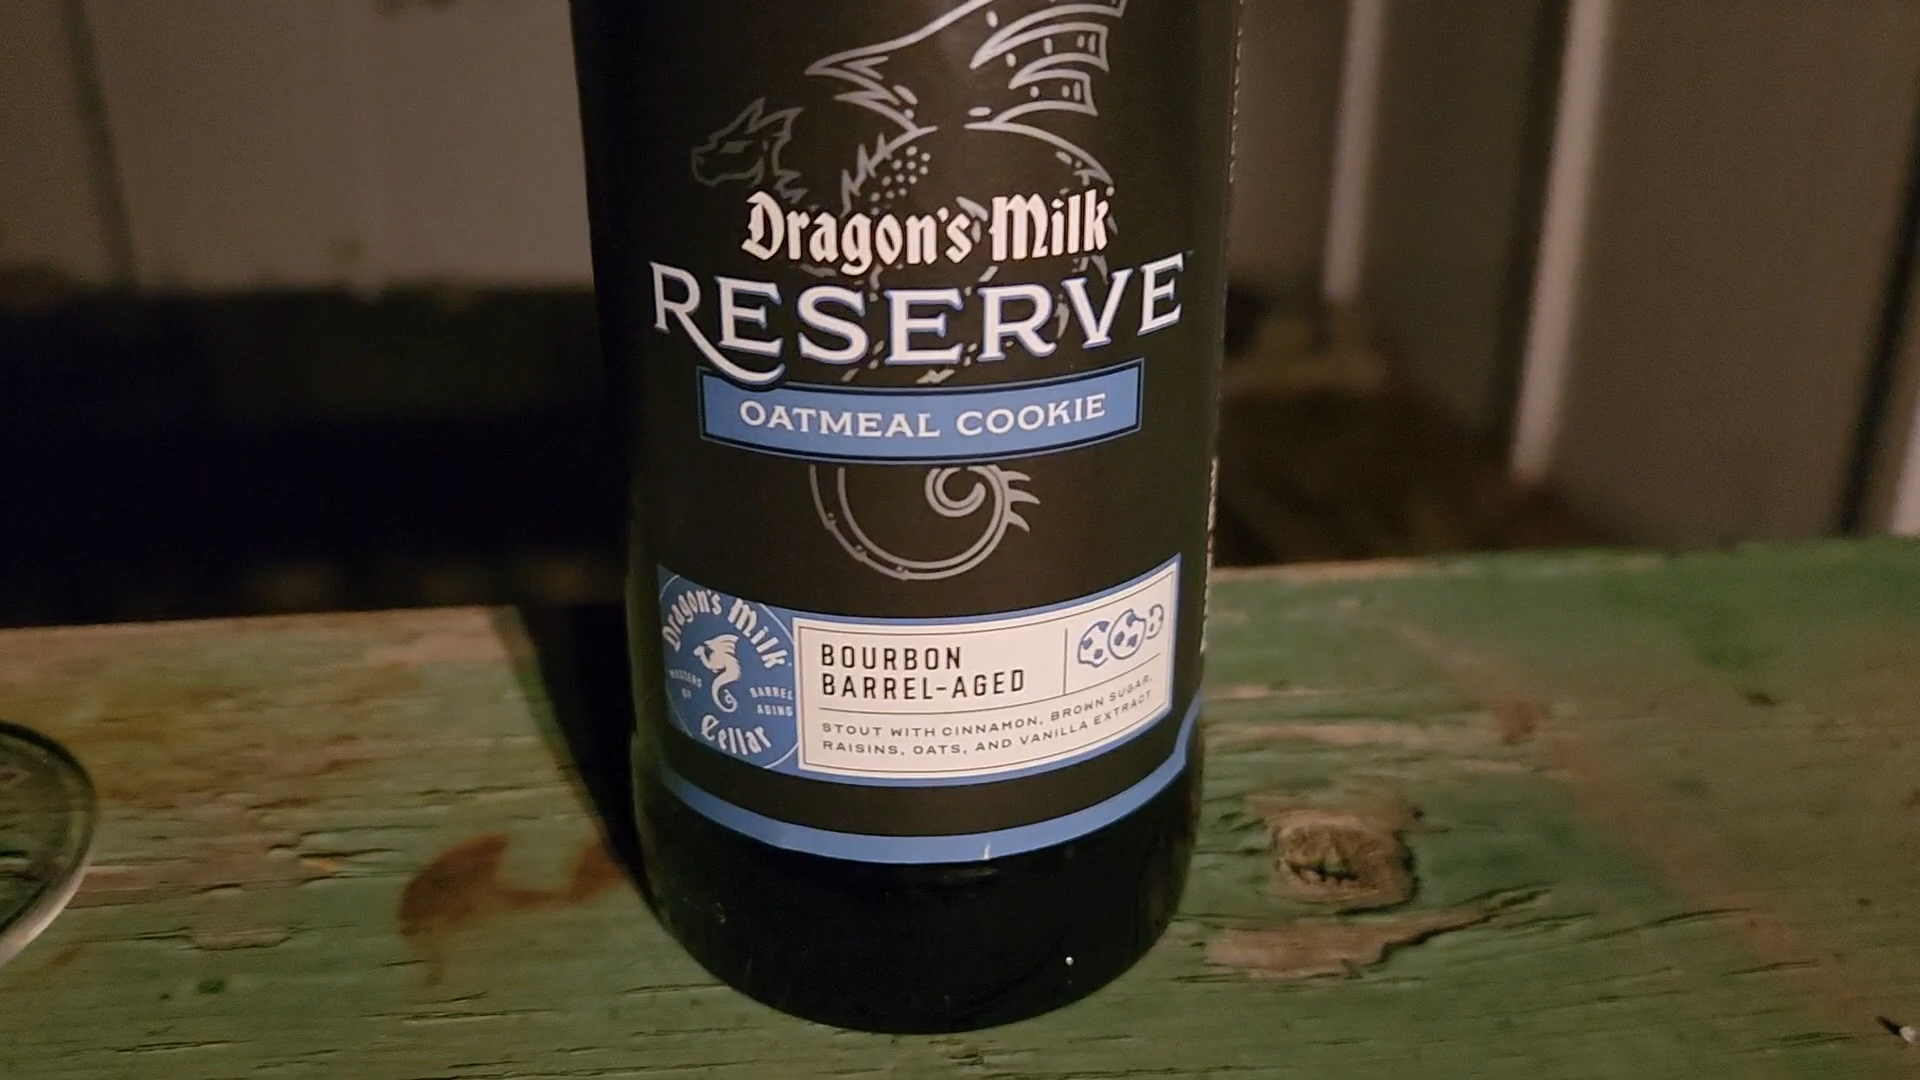 Dragon's Milk
RESERVE
OATMEAL COOKIE
Dragon's Milk
MASTERS OF BARREL AGING
Cellar
BOURBON
BARREL-AGED
STOUT WITH CINNAMON, BROWN SUGAR,
RAISINS, OATS, AND VANILLA EXTRACT